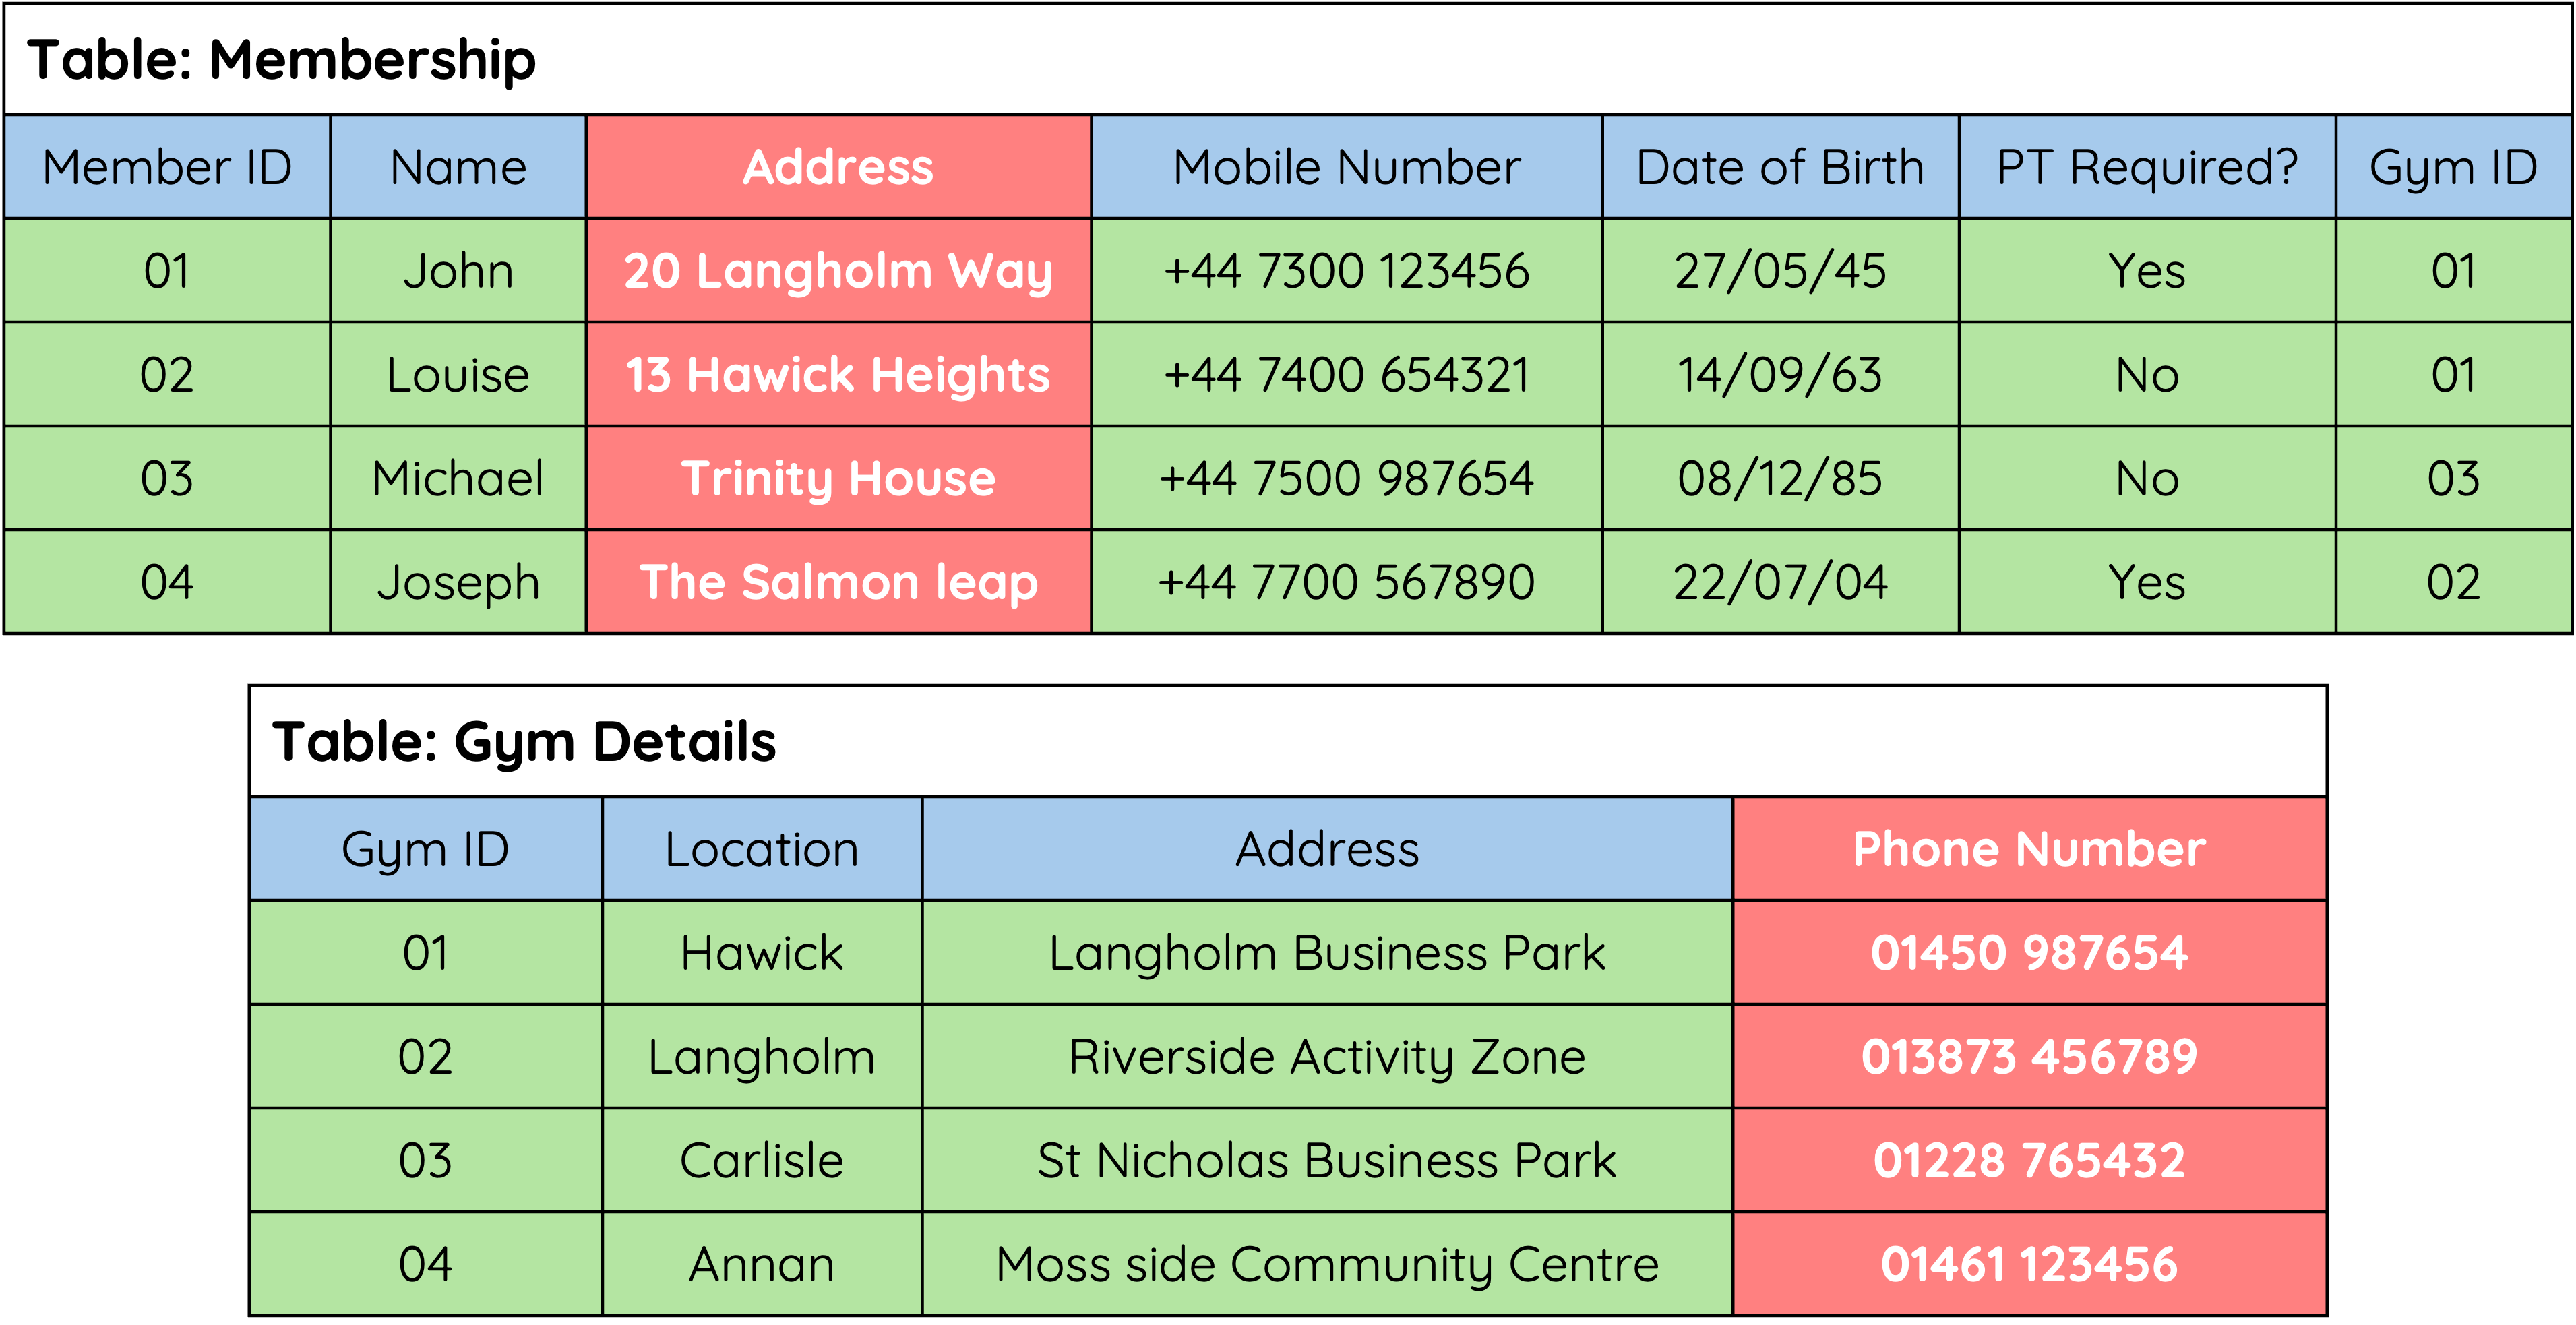 Table: Membership
Member ID Name Address Mobile Number Date of Birth PT Required? Gym ID
01 John 20 Langholm Way +44 7300 123456 27/05/45 Yes 01
02 Louise 13 Hawick Heights +44 7400 654321 14/09/63 No 01
03 Michael Trinity House +44 7500 987654 08/12/85 No 03
04 Joseph The Salmon leap +44 7700 567890 22/07/04 Yes 02
Table: Gym Details
Gym ID Location Address Phone Number
01 Hawick Langholm Business Park 01450 987654
02 Langholm Riverside Activity Zone 013873 456789
03 Carlisle St Nicholas Business Park 01228 765432
04 Annan Moss side Community Centre 01461 123456